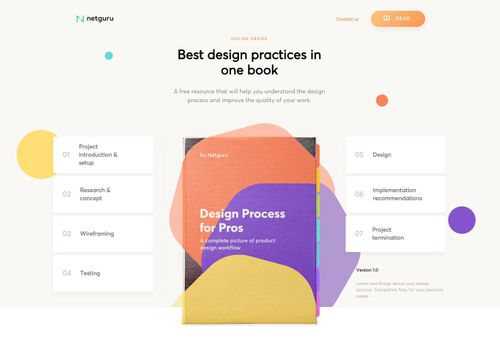 netguru
Contact us
READ
ONLINE EBOOK
Best design practices in
one book
A free resource that will help you understand the design
process and improve the quality of your work.
01
Project
introduction &
setup
02
Research &
concept
03
Wireframing
04
Testing
by Netguru
Design Process
for Pros
A complete picture of product
design workflow
05
Design
06
Implementation
recommendations
07
Project
termination
Version 1.0
Learn new things about your design
process. Completely free, for your personal
usage.